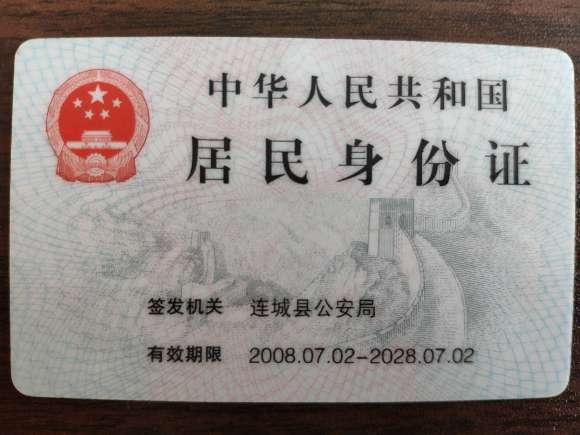 中华人民共和国
居民身份证
签发机关 连城县公安局
有效期限 2008.07.02-2028.07.02